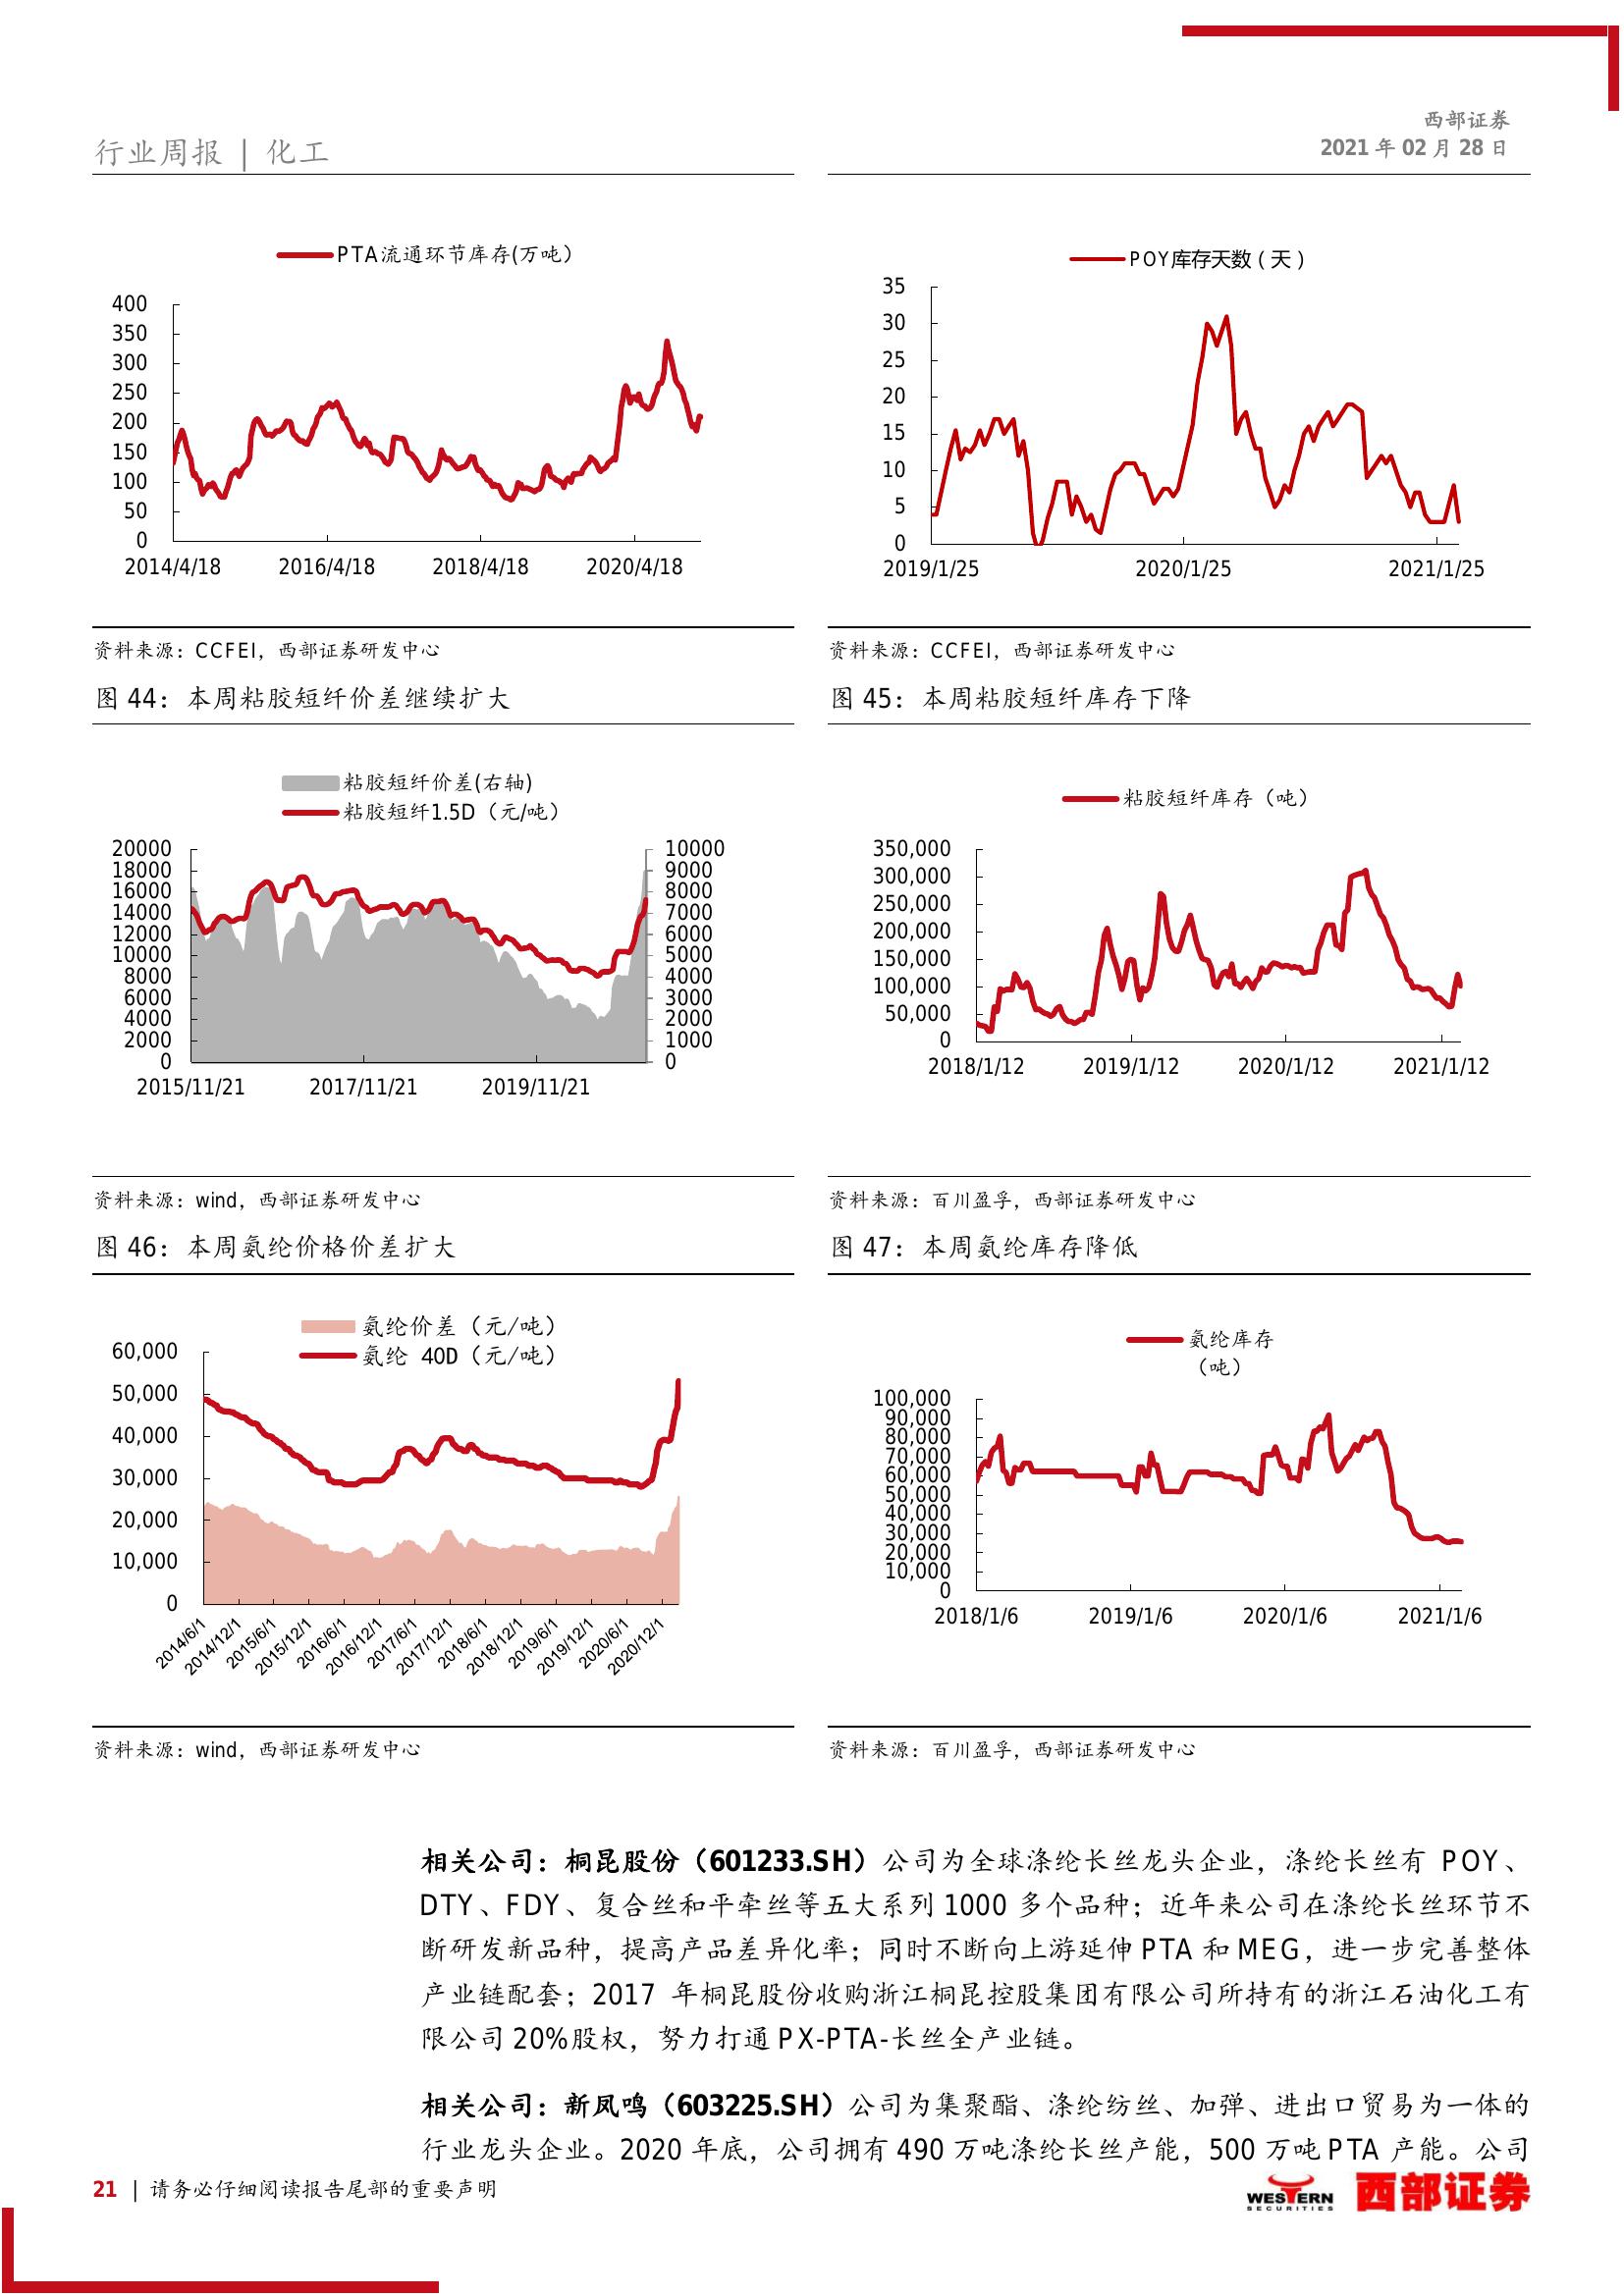 西部证券
行业周报 | 化工
2021 年 02 月 28 日
PTA流通环节库存(万吨）
400
350
300
250
200
150
100
50
0
2014/4/18 2016/4/18 2018/4/18 2020/4/18
POY库存天数（天）
35
30
25
20
15
10
5
0
2019/1/25 2020/1/25 2021/1/25
资料来源：CCFEI，西部证券研发中心
资料来源：CCFEI，西部证券研发中心
图 44：本周粘胶短纤价差继续扩大
图 45：本周粘胶短纤库存下降
粘胶短纤价差(右轴)
粘胶短纤1.5D（元/吨）
20000
18000
16000
14000
12000
10000
8000
6000
4000
2000
0
10000
9000
8000
7000
6000
5000
4000
3000
2000
1000
0
2015/11/21 2017/11/21 2019/11/21
粘胶短纤库存（吨）
350,000
300,000
250,000
200,000
150,000
100,000
50,000
0
2018/1/12 2019/1/12 2020/1/12 2021/1/12
资料来源：wind，西部证券研发中心
资料来源：百川盈孚，西部证券研发中心
图 46：本周氨纶价格价差扩大
图 47：本周氨纶库存降低
氨纶价差（元/吨）
氨纶 40D（元/吨）
60,000
50,000
40,000
30,000
20,000
10,000
0
2014/6/1 2014/12/1 2015/6/1 2015/12/1 2016/6/1 2016/12/1 2017/6/1 2017/12/1 2018/6/1 2018/12/1 2019/6/1 2019/12/1 2020/6/1 2020/12/1
氨纶库存
（吨）
100,000
90,000
80,000
70,000
60,000
50,000
40,000
30,000
20,000
10,000
0
2018/1/6 2019/1/6 2020/1/6 2021/1/6
资料来源：wind，西部证券研发中心
资料来源：百川盈孚，西部证券研发中心
相关公司：桐昆股份（601233.SH）公司为全球涤纶长丝龙头企业，涤纶长丝有 POY、
DTY、FDY、复合丝和平牵丝等五大系列 1000 多个品种；近年来公司在涤纶长丝环节不
断研发新品种，提高产品差异化率；同时不断向上游延伸 PTA 和 MEG，进一步完善整体
产业链配套；2017 年桐昆股份收购浙江桐昆控股集团有限公司所持有的浙江石油化工有
限公司 20%股权，努力打通 PX-PTA-长丝全产业链。
相关公司：新凤鸣（603225.SH）公司为集聚酯、涤纶纺丝、加弹、进出口贸易为一体的
行业龙头企业。2020 年底，公司拥有 490 万吨涤纶长丝产能，500 万吨 PTA 产能。公司
21 | 请务必仔细阅读报告尾部的重要声明
WESTERN
SECURITIES
西部证券